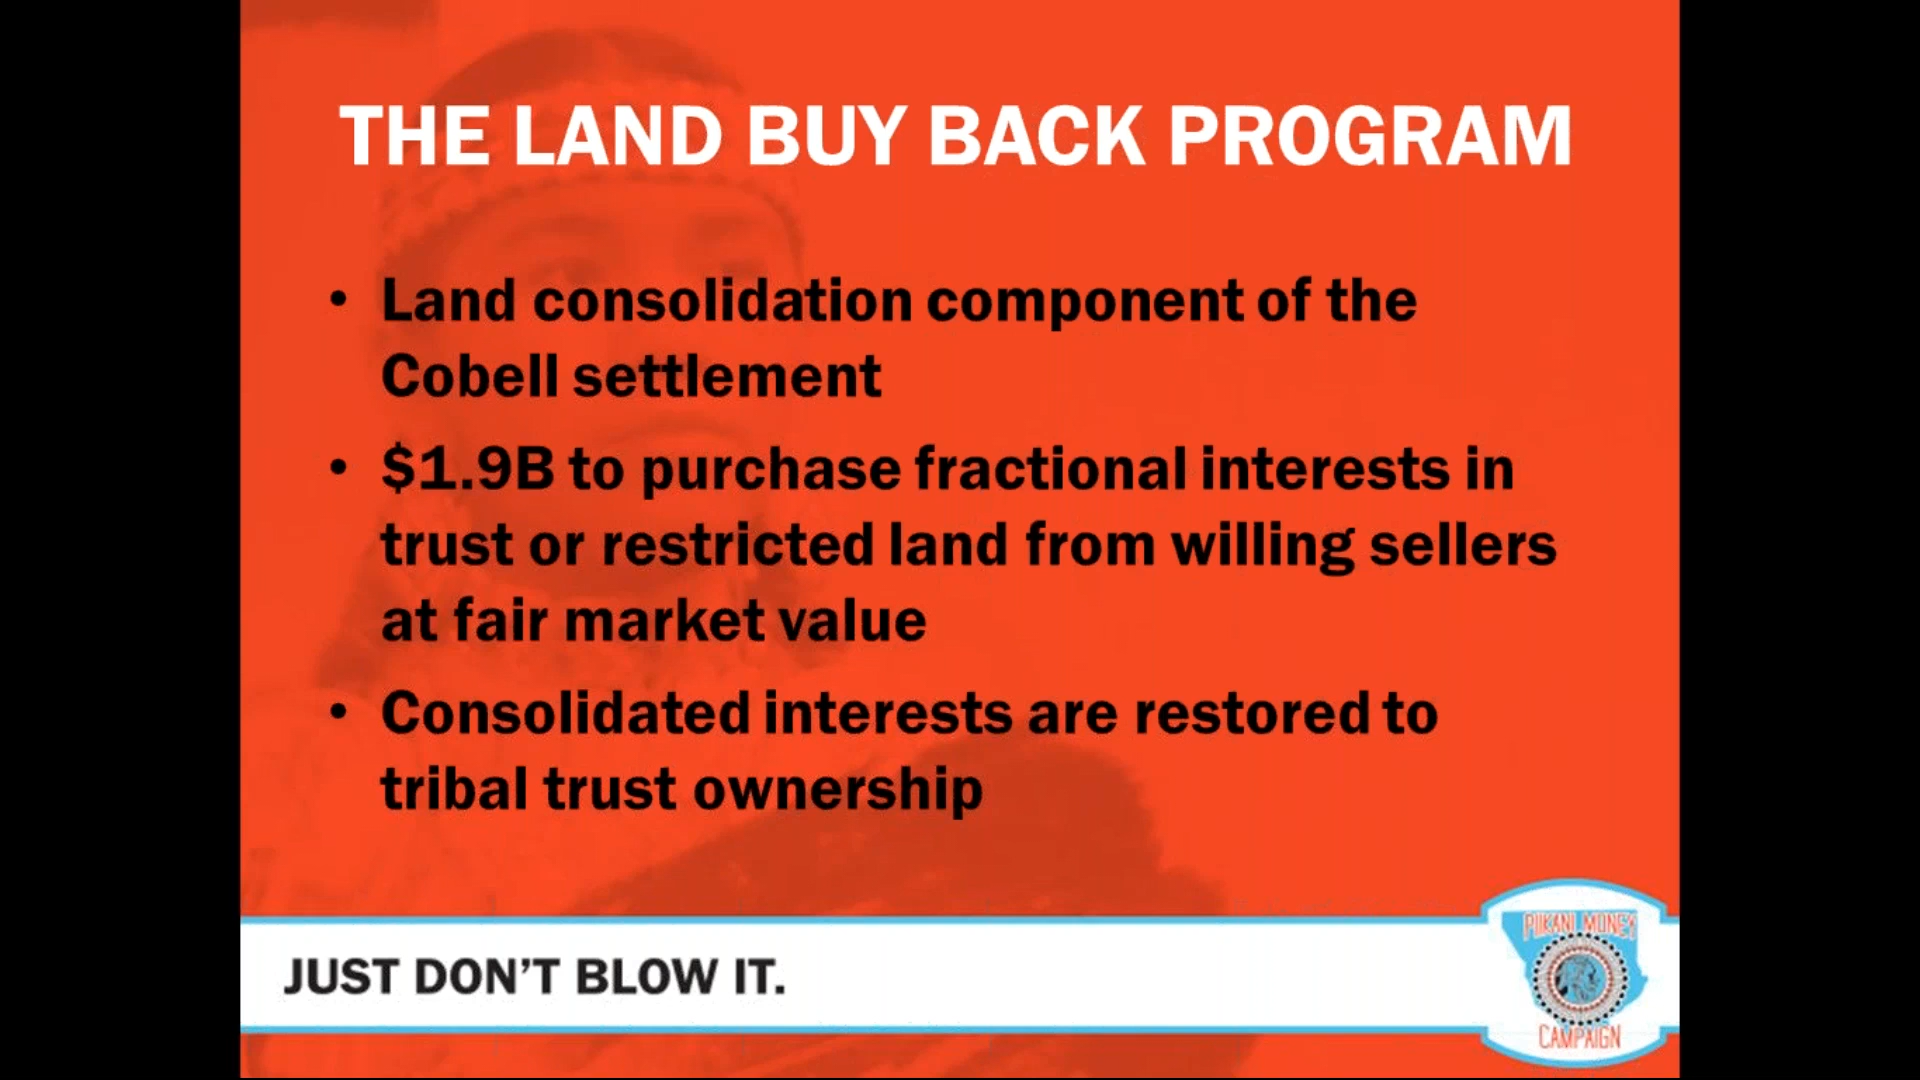 THE LAND BUY BACK PROGRAM
• Land consolidation component of the
Cobell settlement
• $1.9B to purchase fractional interests in
trust or restricted land from willing sellers
at fair market value
• Consolidated interests are restored to
tribal trust ownership
JUST DON'T BLOW IT.
PIIKANI MONEY
CAMPAIGN